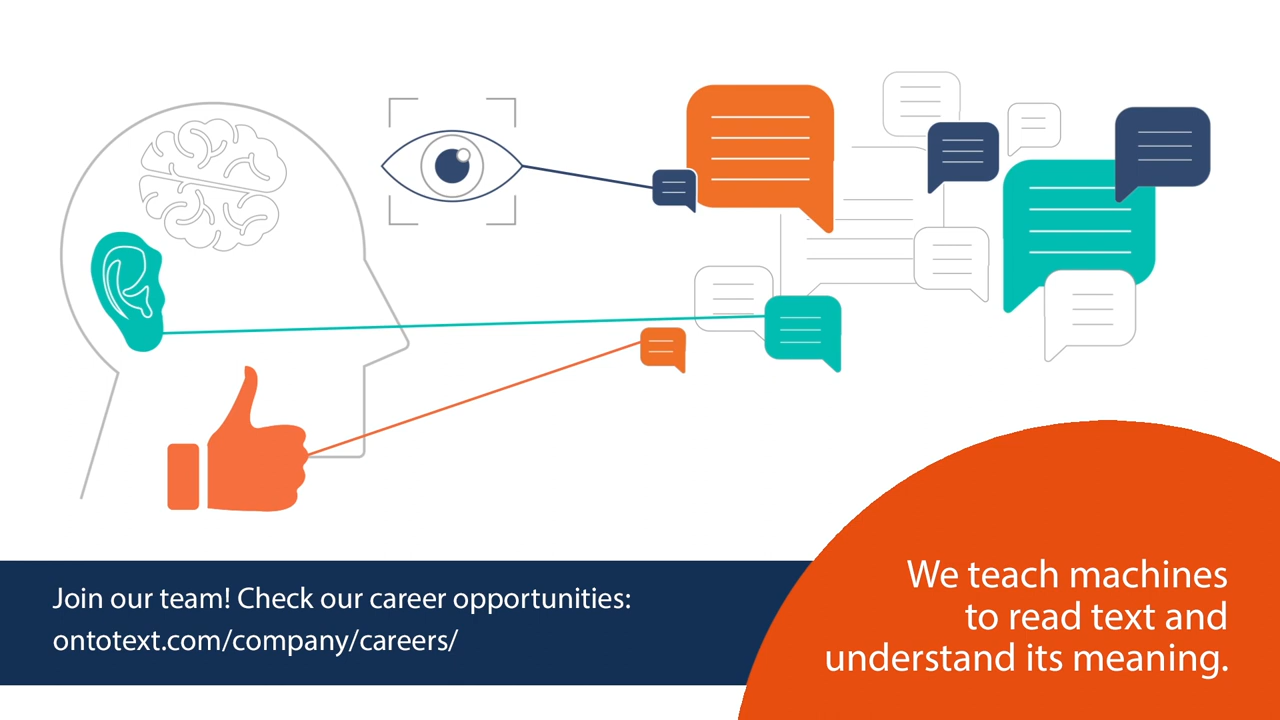 Join our team! Check our career opportunities:
ontotext.com/company/careers/
We teach machines
to read text and
understand its meaning.